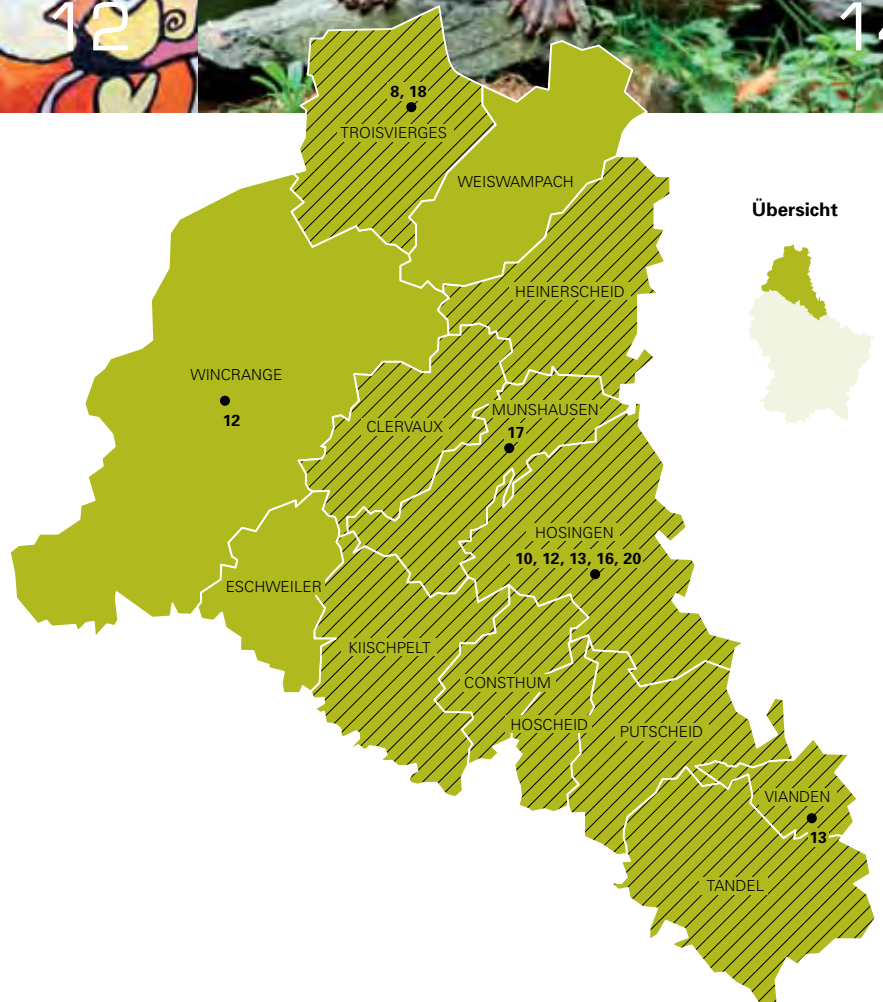 12
8, 18
TROISVIERGES
WEISWAMPACH
Übersicht
HEINERSCHEID
WINCRANGE
12
MUNSHAUSEN
CLERVAUX
17
HOSINGEN
10, 12, 13, 16, 20
ESCHWEILER
KIISCHPELT
CONSTHUM
HOSCHEID
PUTSCHEID
VIANDEN
13
TANDEL